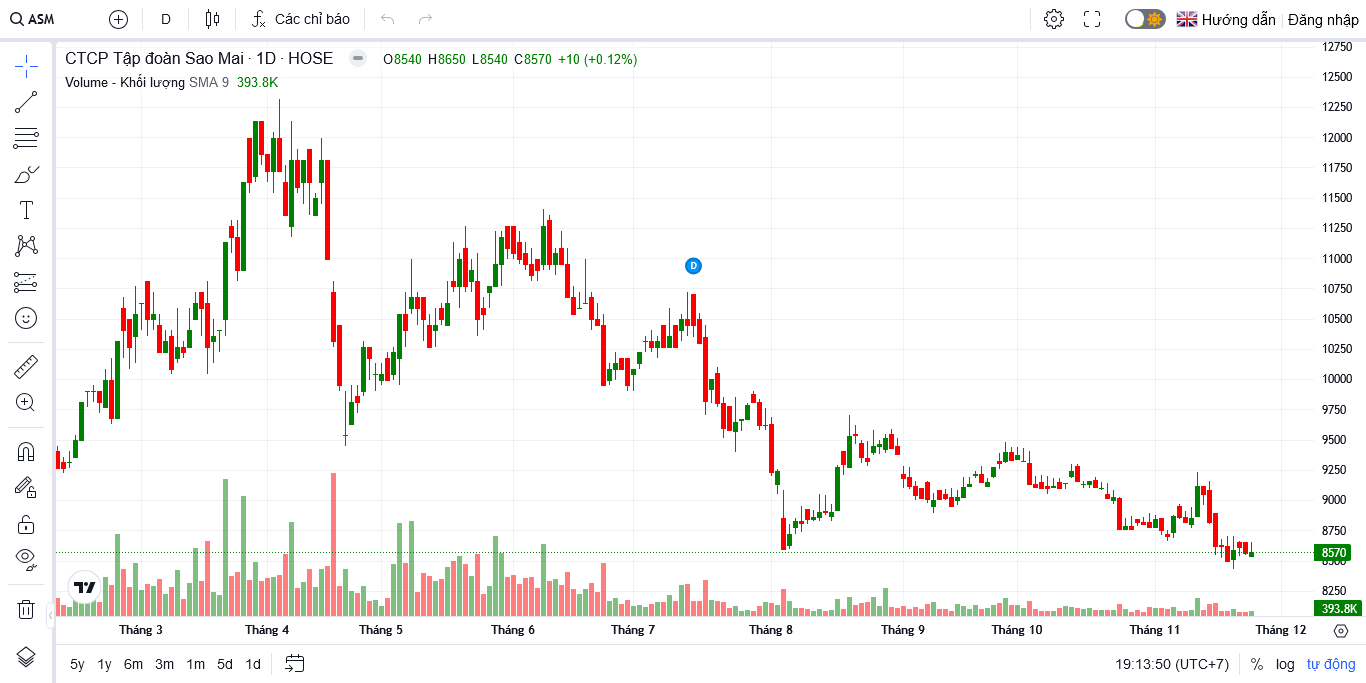 ASM D Các chỉ báo Hướng dẫn Đăng nhập
CTCP Tập đoàn Sao Mai · 1D · HOSE O8540 H8650 L8540 C8570 +10 (+0.12%)
Volume - Khối lượng SMA 9 393.8K
12750
12500
12250
12000
11750
11500
11250
11000
10750
10500
10250
10000
9750
9500
9250
9000
8750
8570
8500
8250
393.8K
D
Tháng 3 Tháng 4 Tháng 5 Tháng 6 Tháng 7 Tháng 8 Tháng 9 Tháng 10 Tháng 11 Tháng 12
5y 1y 6m 3m 1m 5d 1d 19:13:50 (UTC+7) % log tự động